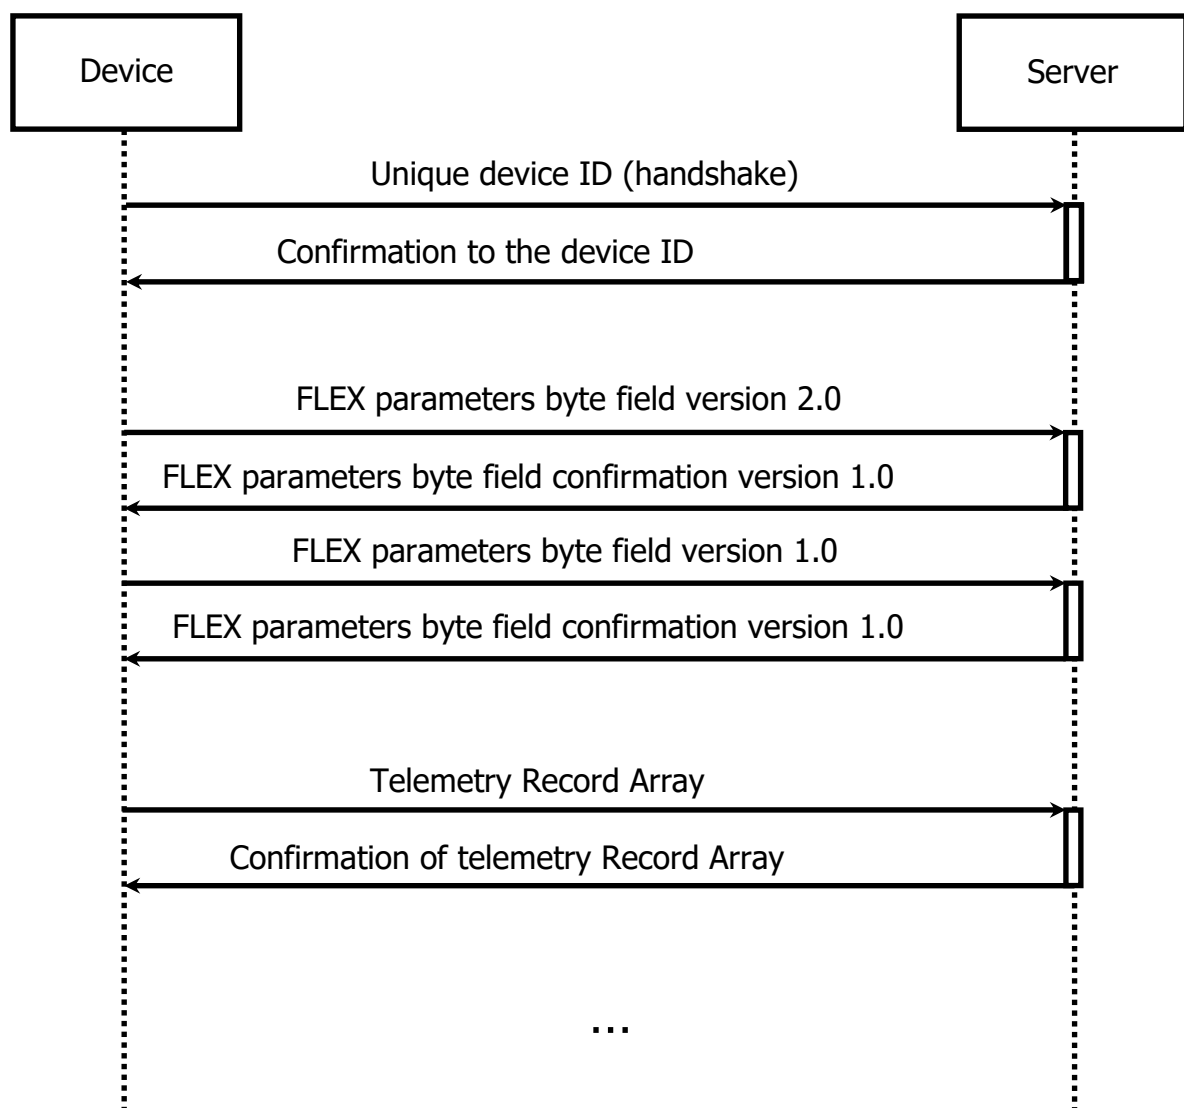 Device
Server
Unique device ID (handshake)
Confirmation to the device ID
FLEX parameters byte field version 2.0
FLEX parameters byte field confirmation version 1.0
FLEX parameters byte field version 1.0
FLEX parameters byte field confirmation version 1.0
Telemetry Record Array
Confirmation of telemetry Record Array
...